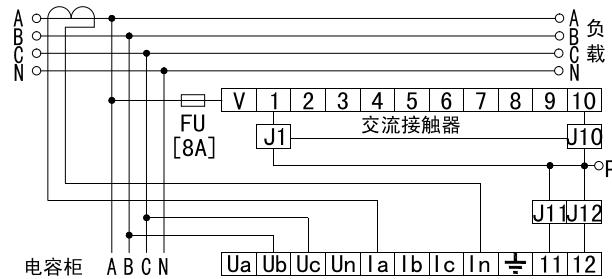 A A
B B 负
C C 载
N N
V 1 2 3 4 5 6 7 8 9 10
FU 交流接触器
[8A] J1 J10
P
J11 J12
电容柜 A B C N Ua Ub Uc Un Ia Ib Ic In 11 12